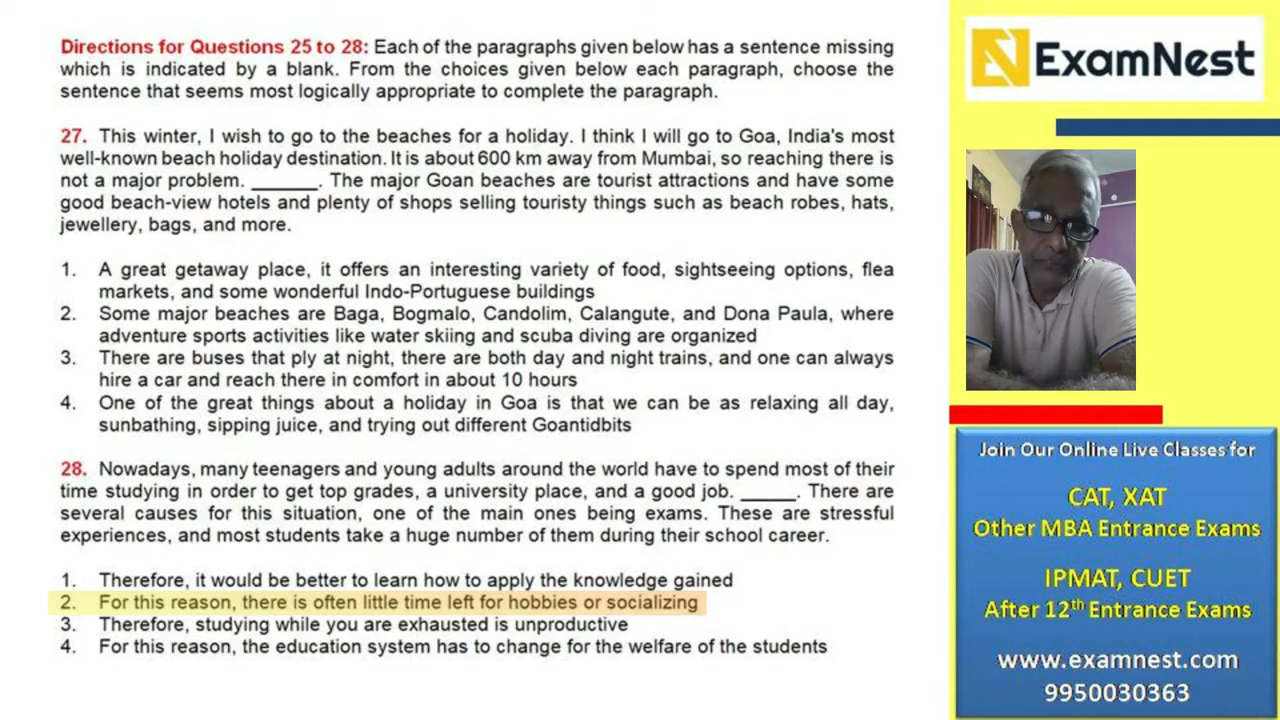 Directions for Questions 25 to 28: Each of the paragraphs given below has a sentence missing
which is indicated by a blank. From the choices given below each paragraph, choose the
sentence that seems most logically appropriate to complete the paragraph.
27. This winter, I wish to go to the beaches for a holiday. I think I will go to Goa, India's most
well-known beach holiday destination. It is about 600 km away from Mumbai, so reaching there is
not a major problem. ______. The major Goan beaches are tourist attractions and have some
good beach-view hotels and plenty of shops selling touristy things such as beach robes, hats,
jewellery, bags, and more.
1. A great getaway place, it offers an interesting variety of food, sightseeing options, flea
markets, and some wonderful Indo-Portuguese buildings
2. Some major beaches are Baga, Bogmalo, Candolim, Calangute, and Dona Paula, where
adventure sports activities like water skiing and scuba diving are organized
3. There are buses that ply at night, there are both day and night trains, and one can always
hire a car and reach there in comfort in about 10 hours
4. One of the great things about a holiday in Goa is that we can be as relaxing all day,
sunbathing, sipping juice, and trying out different Goantidbits
28. Nowadays, many teenagers and young adults around the world have to spend most of their
time studying in order to get top grades, a university place, and a good job. _____. There are
several causes for this situation, one of the main ones being exams. These are stressful
experiences, and most students take a huge number of them during their school career.
1. Therefore, it would be better to learn how to apply the knowledge gained
2. For this reason, there is often little time left for hobbies or socializing
3. Therefore, studying while you are exhausted is unproductive
4. For this reason, the education system has to change for the welfare of the students
ExamNest
Join Our Online Live Classes for
CAT, XAT
Other MBA Entrance Exams
IPMAT, CUET
After 12th Entrance Exams
www.examnest.com
9950030363